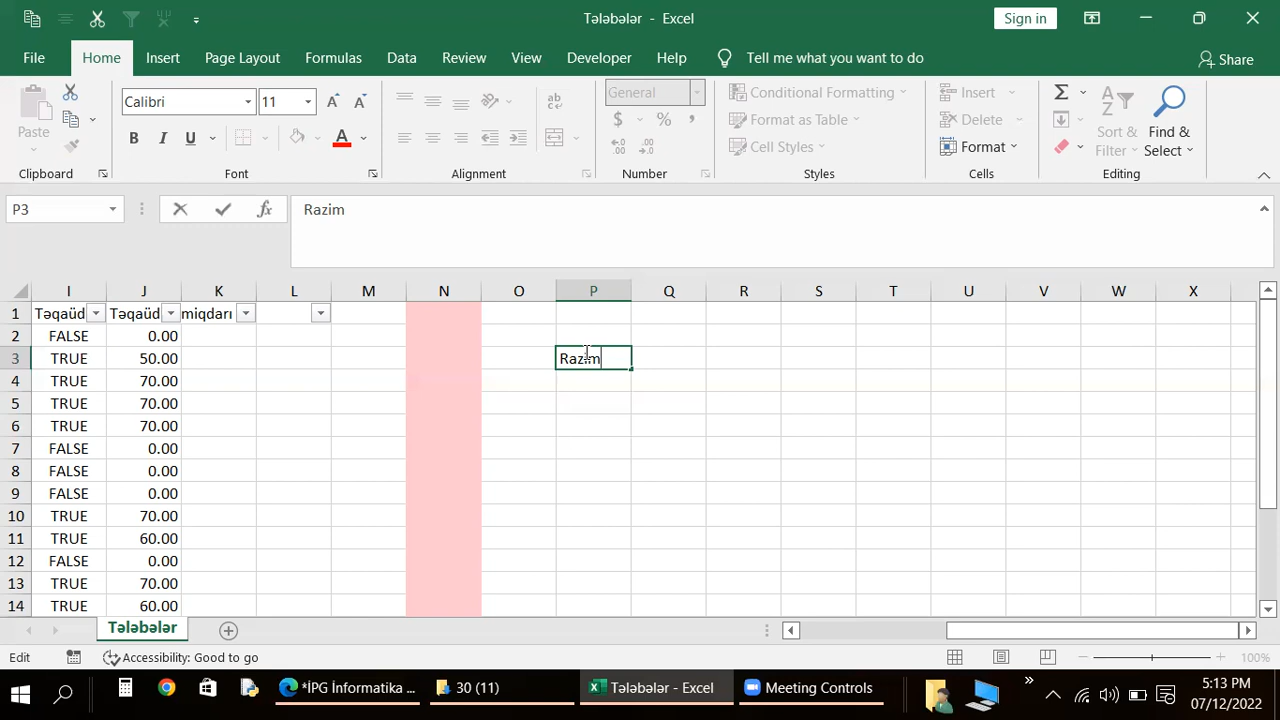 Tələbələr - Excel
Sign in
File Home Insert Page Layout Formulas Data Review View Developer Help Tell me what you want to do Share
Paste
Clipboard
Calibri 11
B I U A
Font
ab
Alignment
General
$ % ,
Number
Conditional Formatting
Format as Table
Cell Styles
Styles
Insert
Delete
Format
Cells
Sort & Filter
Find & Select
Editing
P3 fx Razim
I J K L M N O P Q R S T U V W X
1 Təqaüd Təqaüd miqdarı
2 FALSE 0.00
3 TRUE 50.00 Razim
4 TRUE 70.00
5 TRUE 70.00
6 TRUE 70.00
7 FALSE 0.00
8 FALSE 0.00
9 FALSE 0.00
10 TRUE 70.00
11 TRUE 60.00
12 FALSE 0.00
13 TRUE 70.00
14 TRUE 60.00
Tələbələr
Edit Accessibility: Good to go 100%
*İPG İnformatika ... 30 (11) Tələbələr - Excel Meeting Controls
5:13 PM
07/12/2022